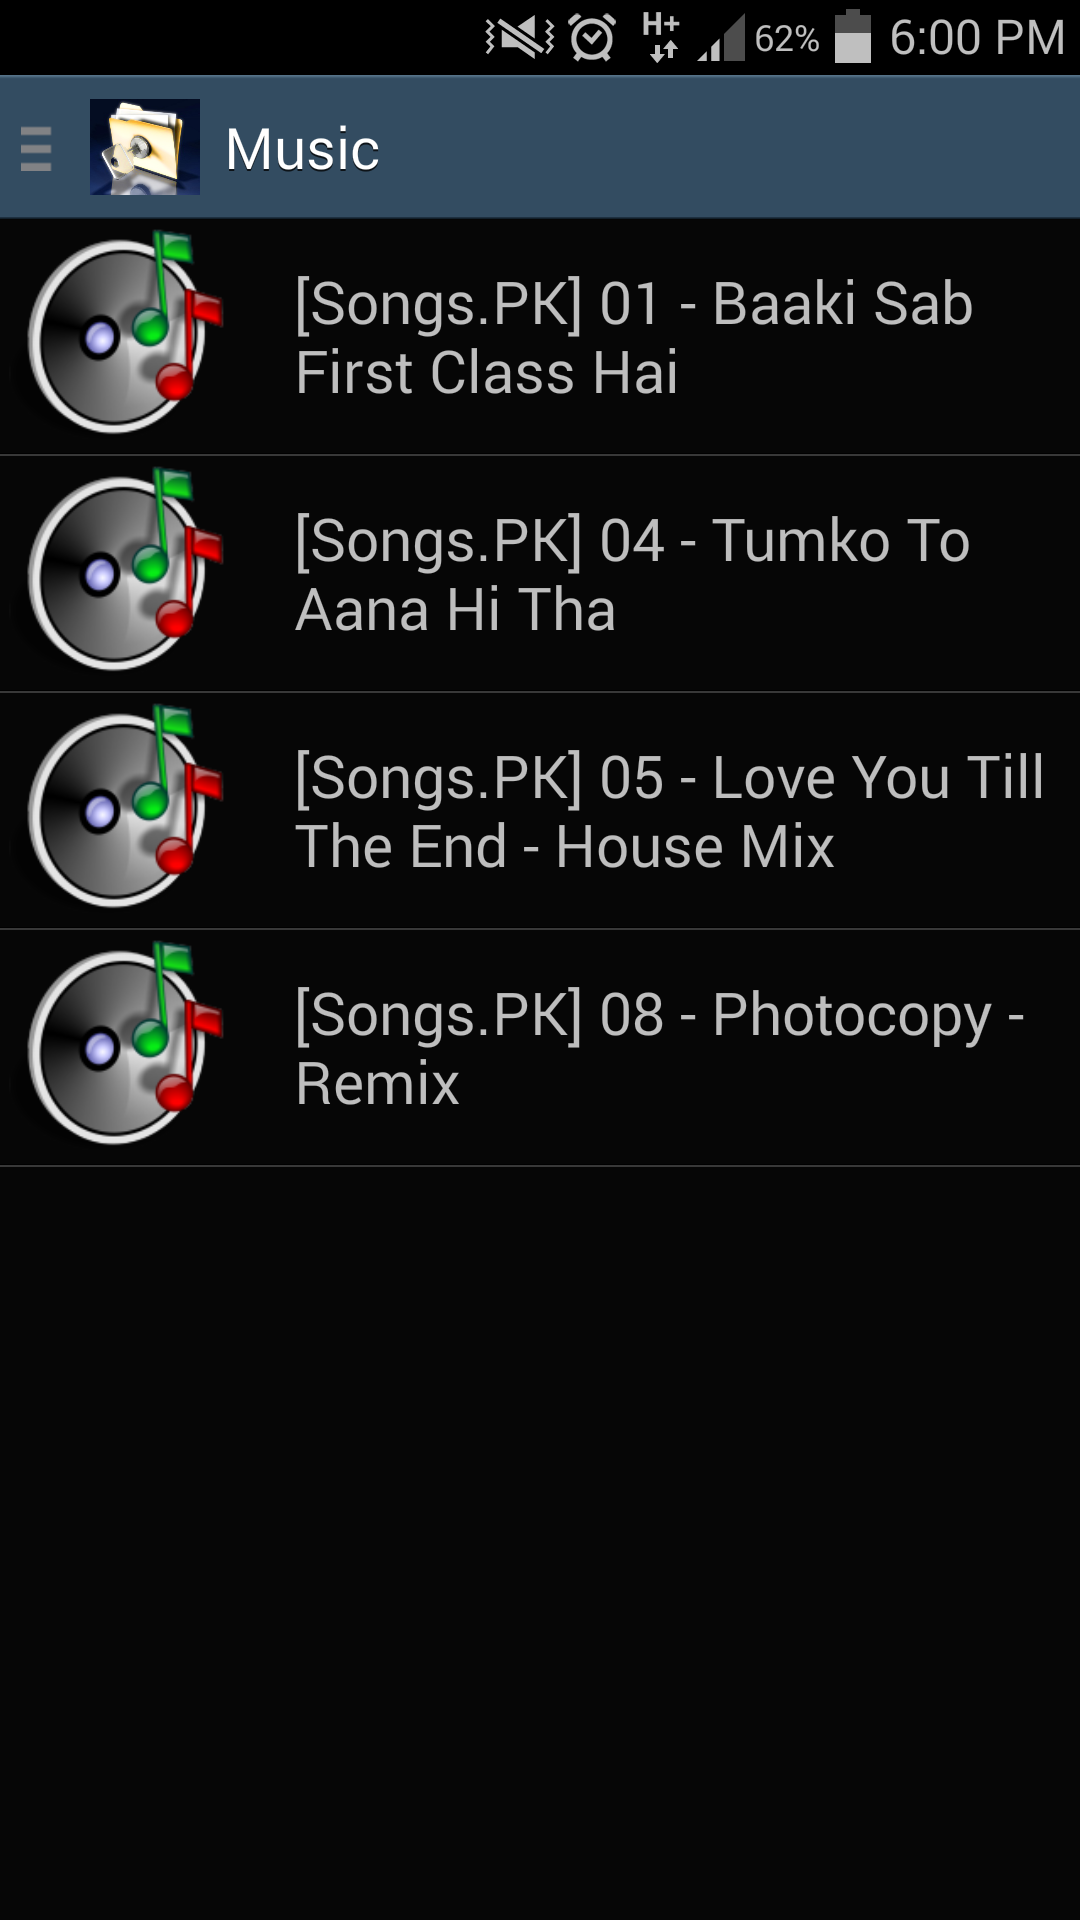 H+ 62% 6:00 PM
Music
[Songs.PK] 01 - Baaki Sab
First Class Hai
[Songs.PK] 04 - Tumko To
Aana Hi Tha
[Songs.PK] 05 - Love You Till
The End - House Mix
[Songs.PK] 08 - Photocopy -
Remix